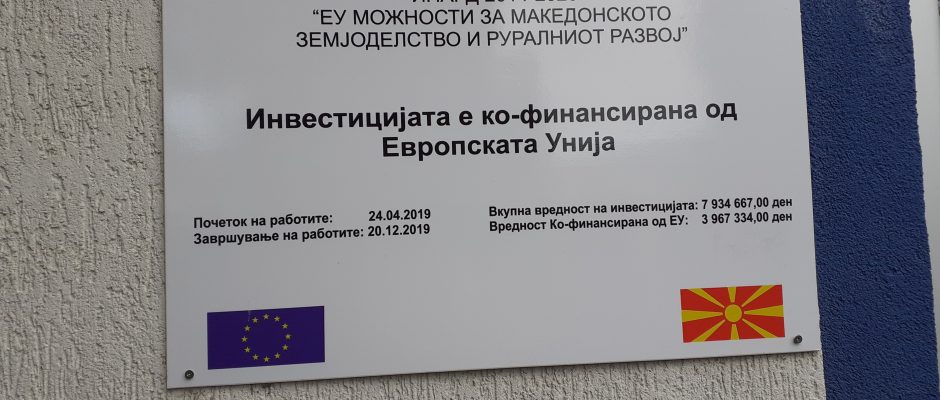 “ЕУ МОЖНОСТИ ЗА МАКЕДОНСКОТО
ЗЕМЈОДЕЛСТВО И РУРАЛНИОТ РАЗВОЈ”
Инвестицијата е ко-финансирана од
Европската Унија
Почеток на работите: 24.04.2019
Завршување на работите: 20.12.2019
Вкупна вредност на инвестицијата: 7 934 667,00 ден
Вредност Ко-финансирана од ЕУ: 3 967 334,00 ден